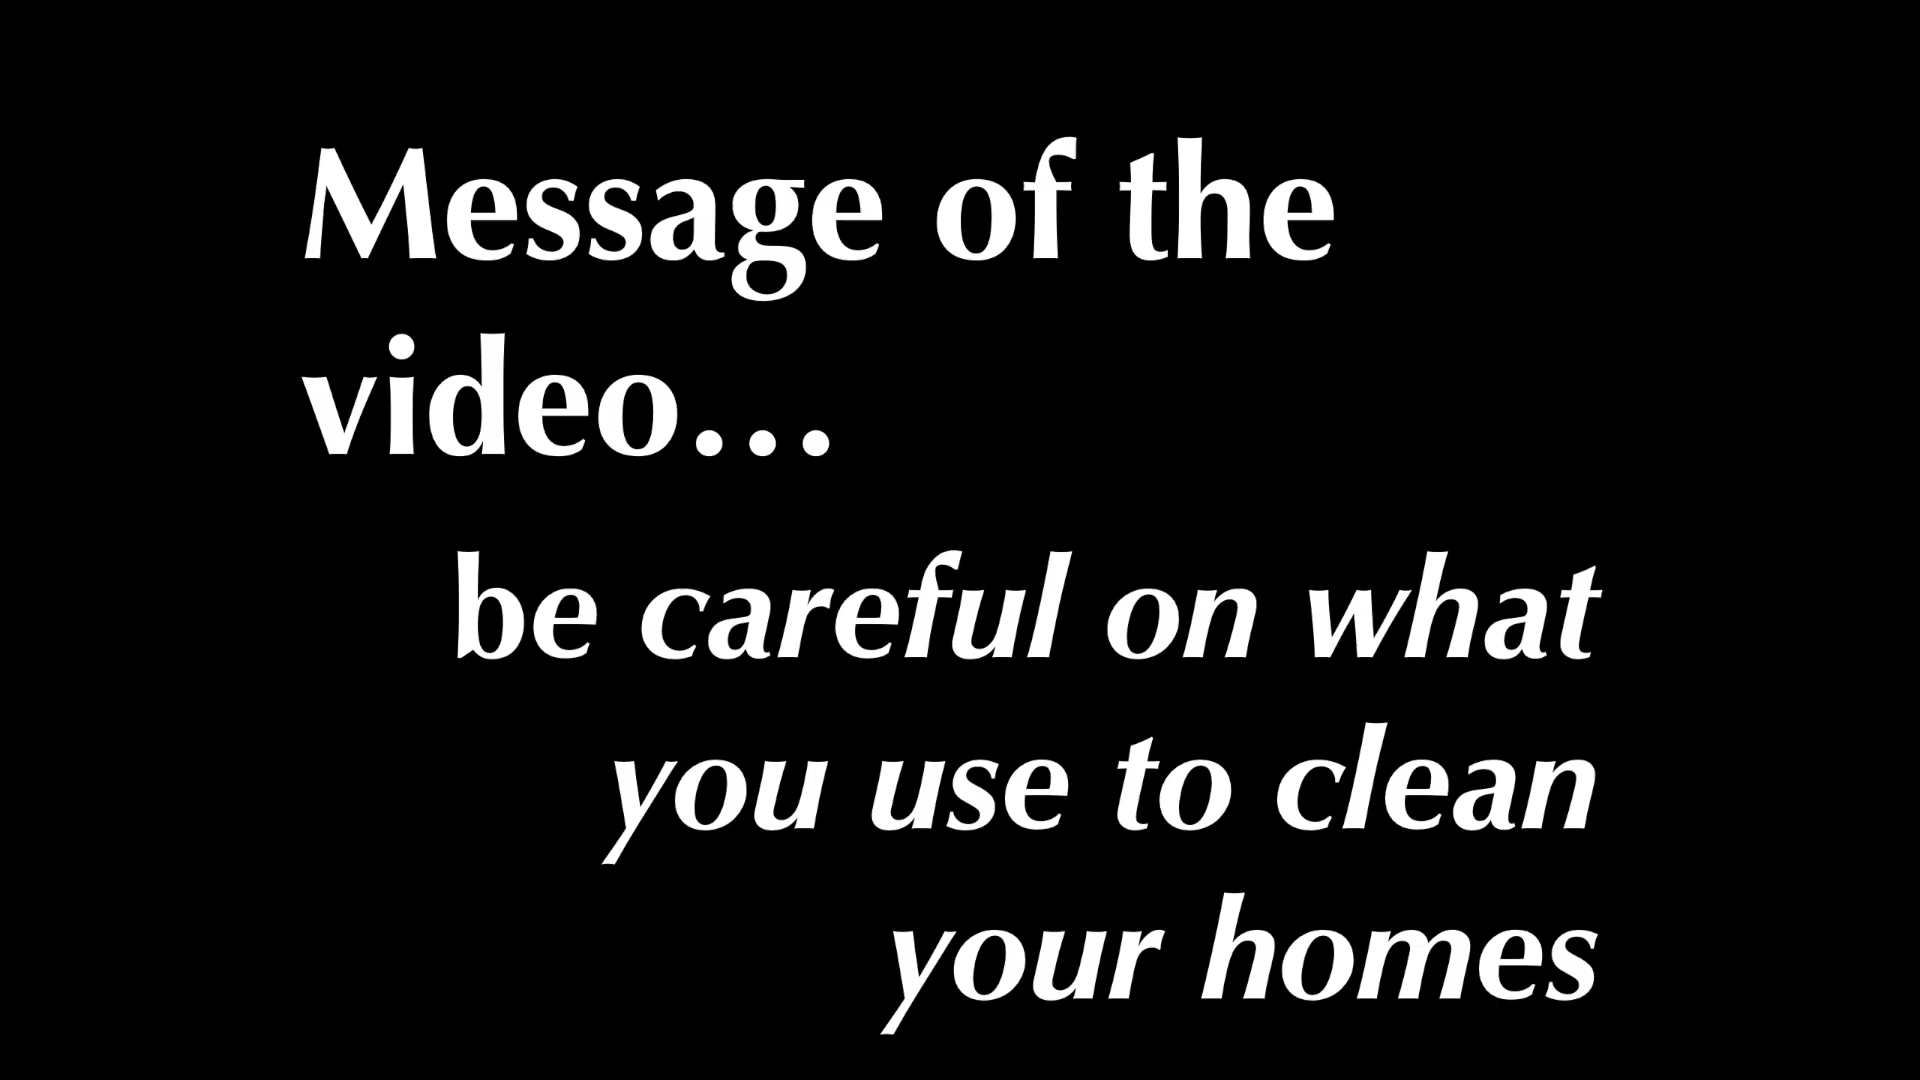 Message of the
video...
be careful on what
you use to clean
your homes